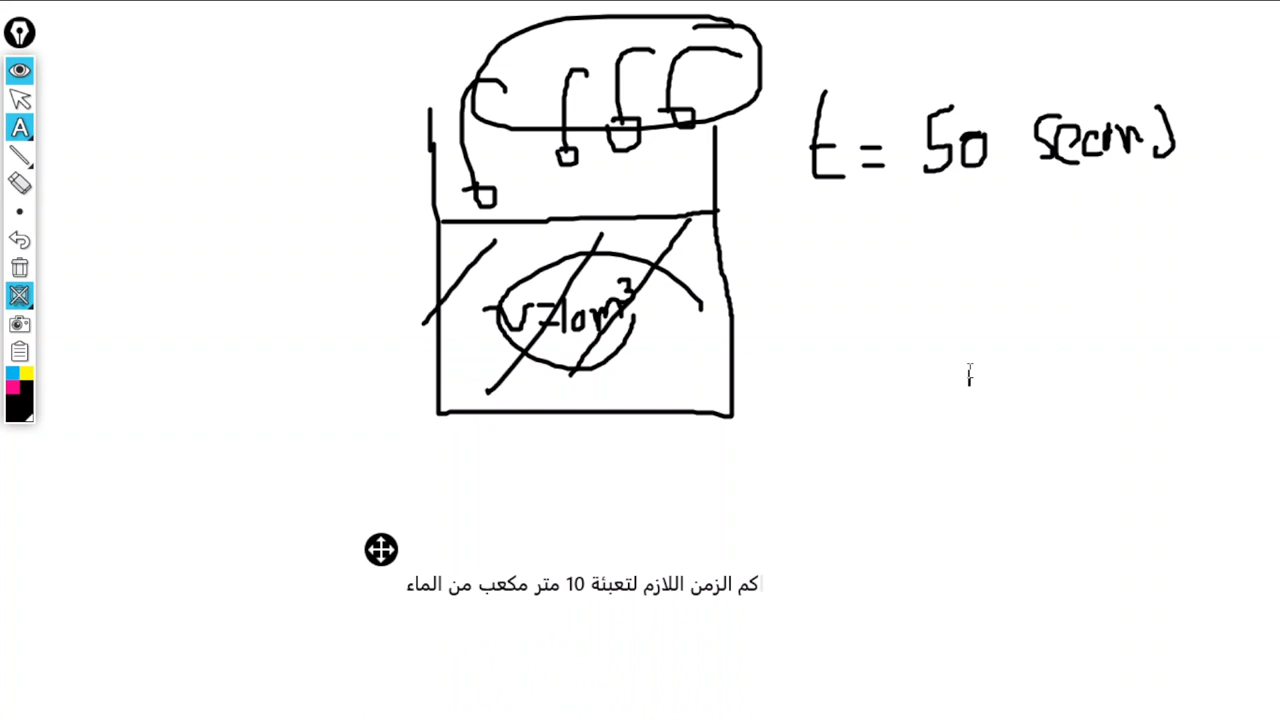 t = 50 second
v=10m³
كم الزمن اللازم لتعبئة 10 متر مكعب من الماء